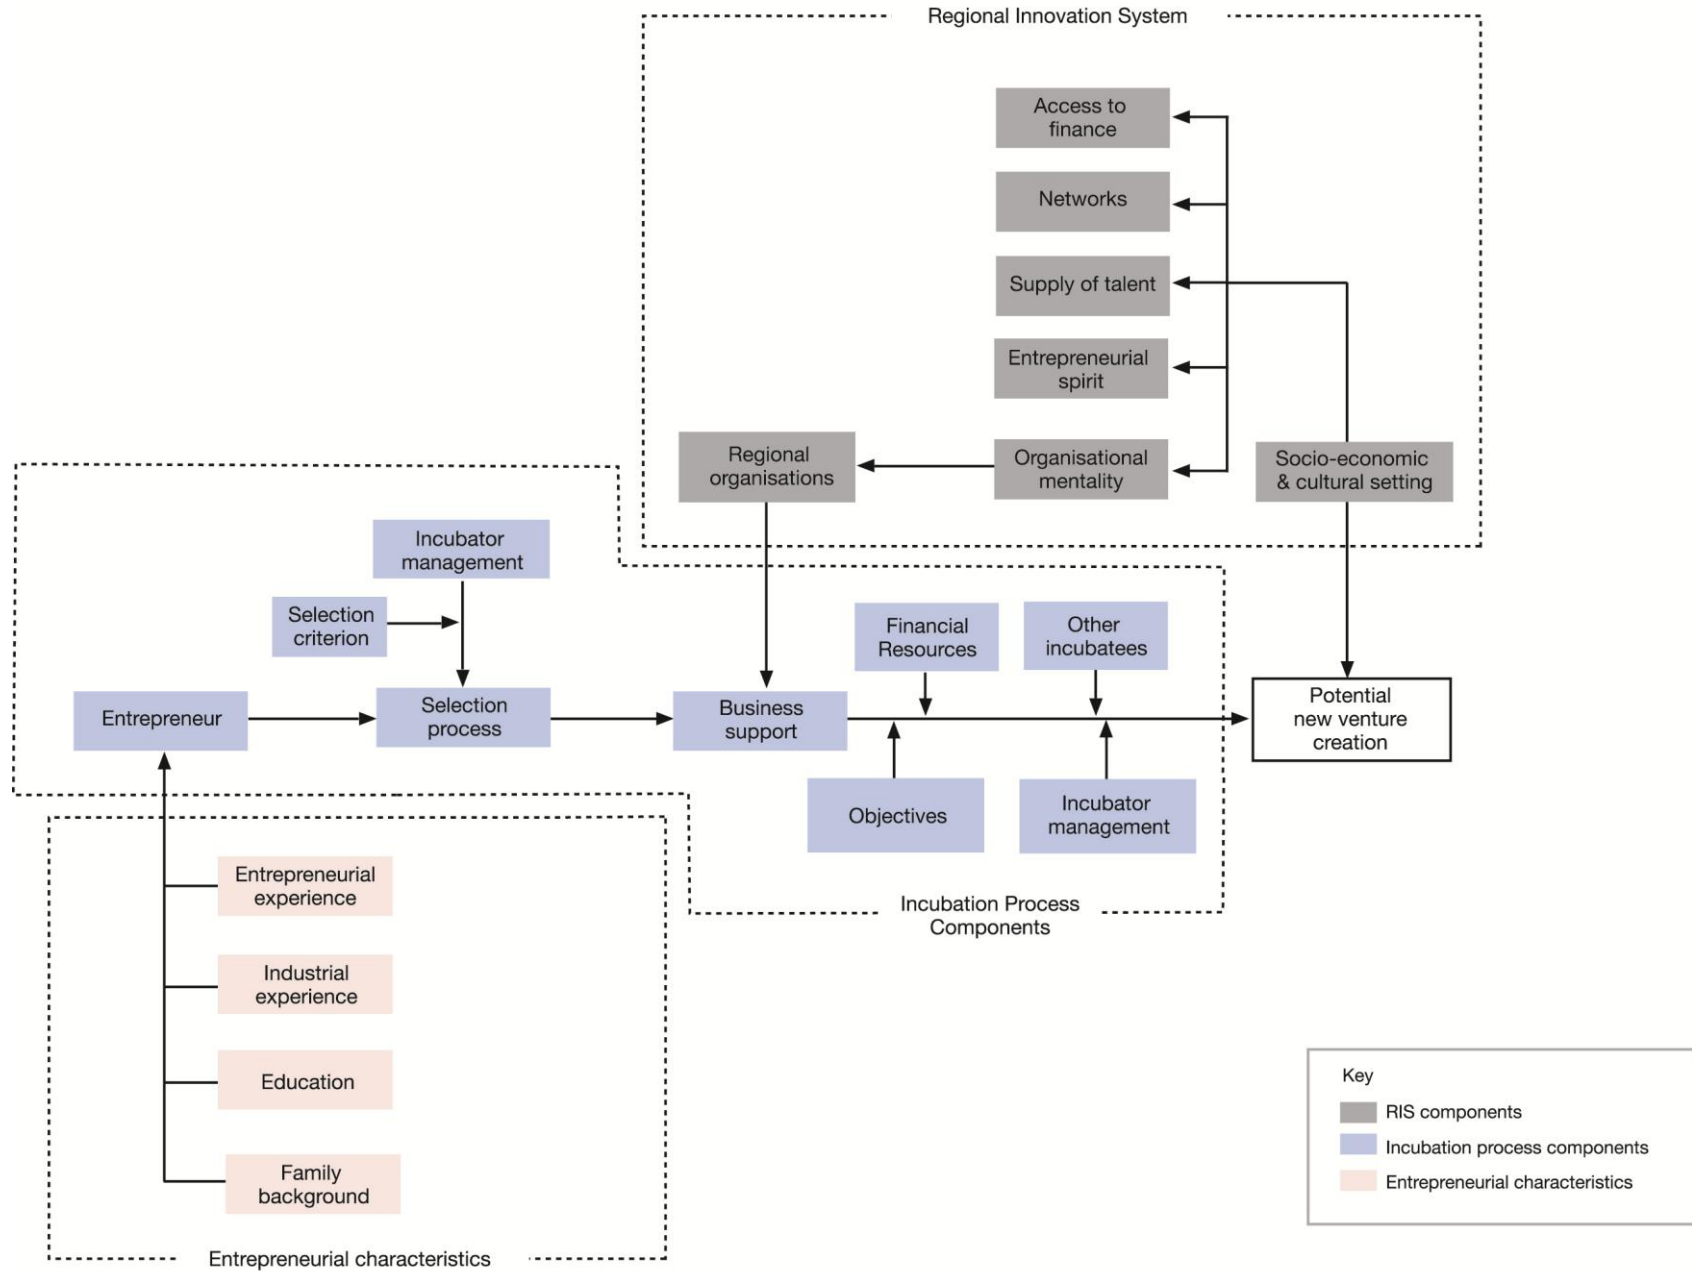 Regional Innovation System
Access to
finance
Networks
Supply of talent
Entrepreneurial
spirit
Regional
organisations
Organisational
mentality
Socio-economic
& cultural setting
Incubator
management
Selection
criterion
Financial
Resources
Other
incubatees
Entrepreneur
Selection
process
Business
support
Potential
new venture
creation
Objectives
Incubator
management
Incubation Process
Components
Entrepreneurial
experience
Industrial
experience
Education
Family
background
Entrepreneurial characteristics
Key
RIS components
Incubation process components
Entrepreneurial characteristics